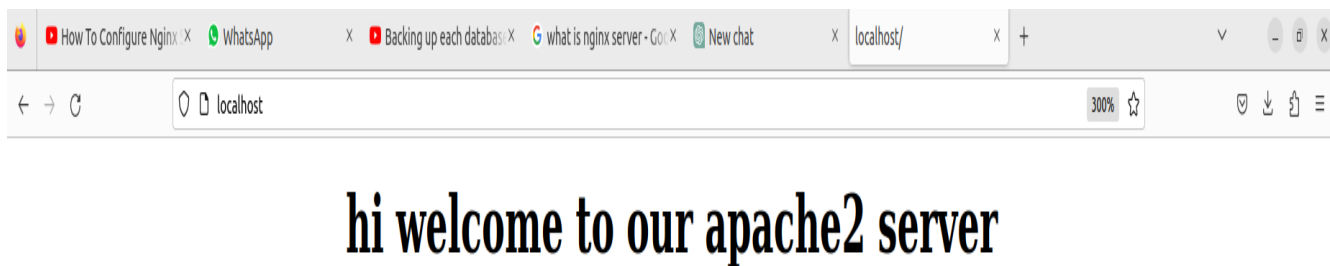 How To Configure Nginx
WhatsApp
Backing up each databas
what is nginx server - Goo
New chat
localhost/
localhost
300%
hi welcome to our apache2 server